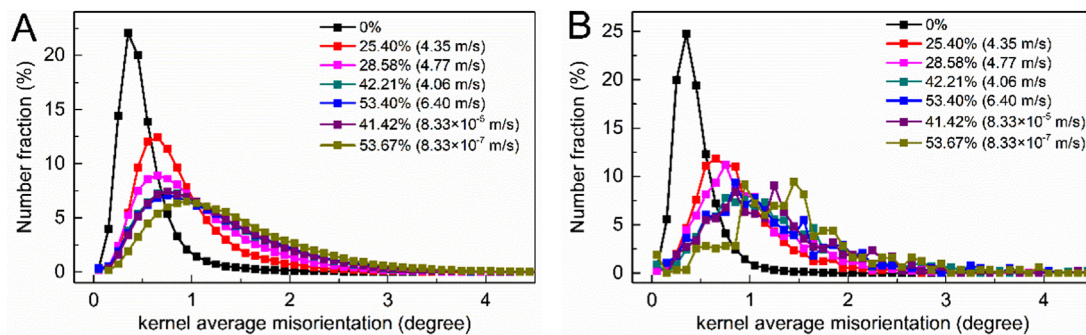 A
Number fraction (%)
20
15
10
5
0
0%
25.40% (4.35 m/s)
28.58% (4.77 m/s)
42.21% (4.06 m/s)
53.40% (6.40 m/s)
41.42% (8.33×10⁻⁵ m/s)
53.67% (8.33×10⁻⁷ m/s)
0 1 2 3 4
kernel average misorientation (degree)
B
Number fraction (%)
25
20
15
10
5
0
0%
25.40% (4.35 m/s)
28.58% (4.77 m/s)
42.21% (4.06 m/s
53.40% (6.40 m/s)
41.42% (8.33×10⁻⁵ m/s)
53.67% (8.33×10⁻⁷ m/s)
0 1 2 3 4
kernel average misorientation (degree)